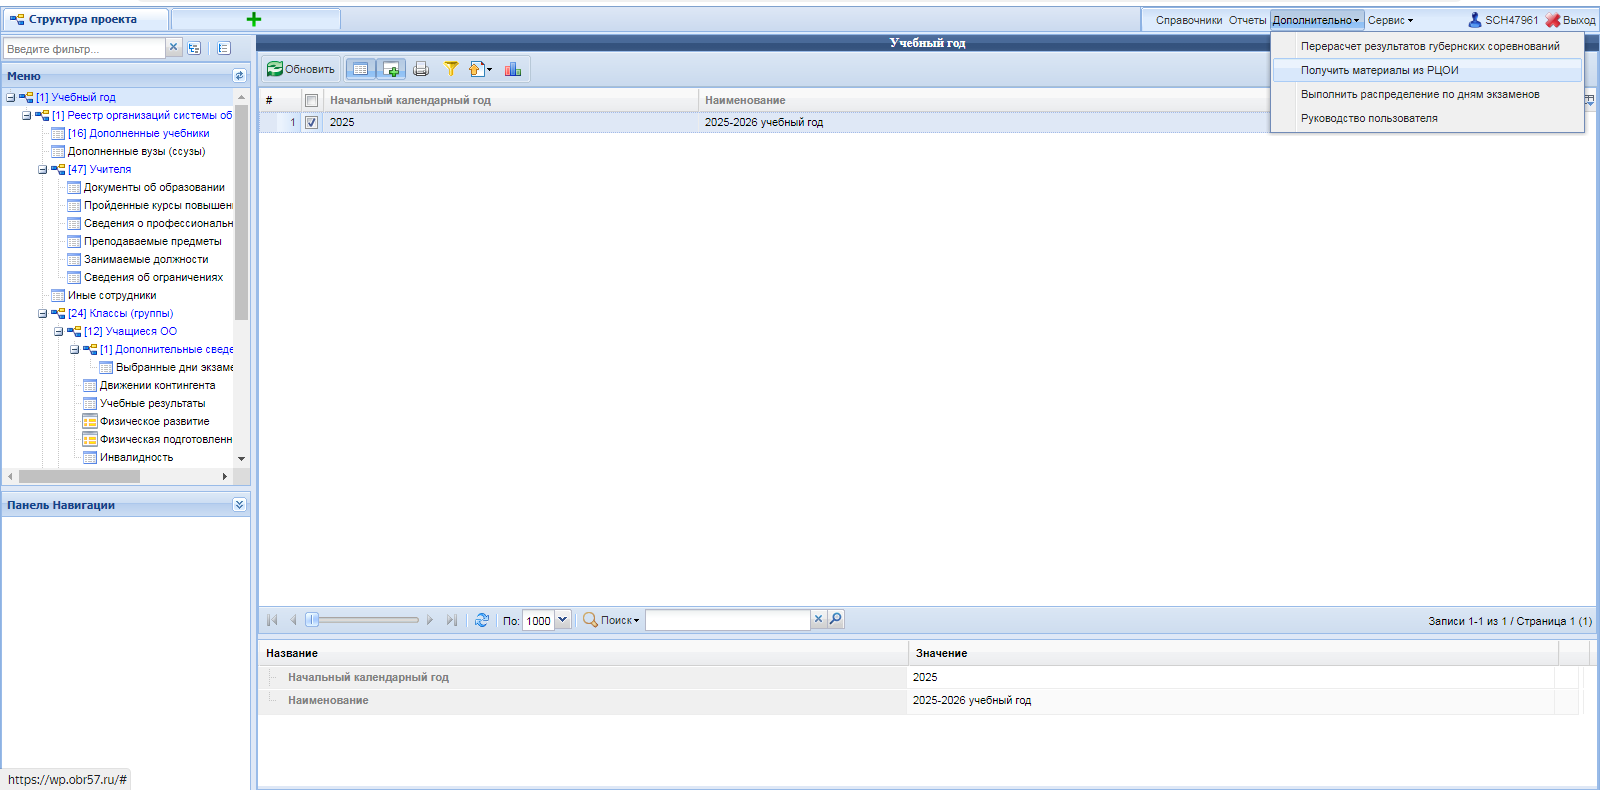 Структура проекта
Справочники Отчеты Дополнительно Сервис SCH47961 Выход
Введите фильтр...
Учебный год
Перерасчет результатов губернских соревнований
Получить материалы из РЦОИ
Выполнить распределение по дням экзаменов
Руководство пользователя
Меню
Обновить
# Начальный календарный год Наименование
1 2025 2025-2026 учебный год
[1] Учебный год
[1] Реестр организаций системы об
[16] Дополненные учебники
Дополненные вузы (ссузы)
[47] Учителя
Документы об образовании
Пройденные курсы повышен
Сведения о профессиональн
Преподаваемые предметы
Занимаемые должности
Сведения об ограничениях
Иные сотрудники
[24] Классы (группы)
[12] Учащиеся ОО
[1] Дополнительные сведе
Выбранные дни экзаме
Движении контингента
Учебные результаты
Физическое развитие
Физическая подготовленн
Инвалидность
Панель Навигации
По: 1000 Поиск Записи 1-1 из 1 / Страница 1 (1)
Название Значение
Начальный календарный год 2025
Наименование 2025-2026 учебный год
https://wp.obr57.ru/#